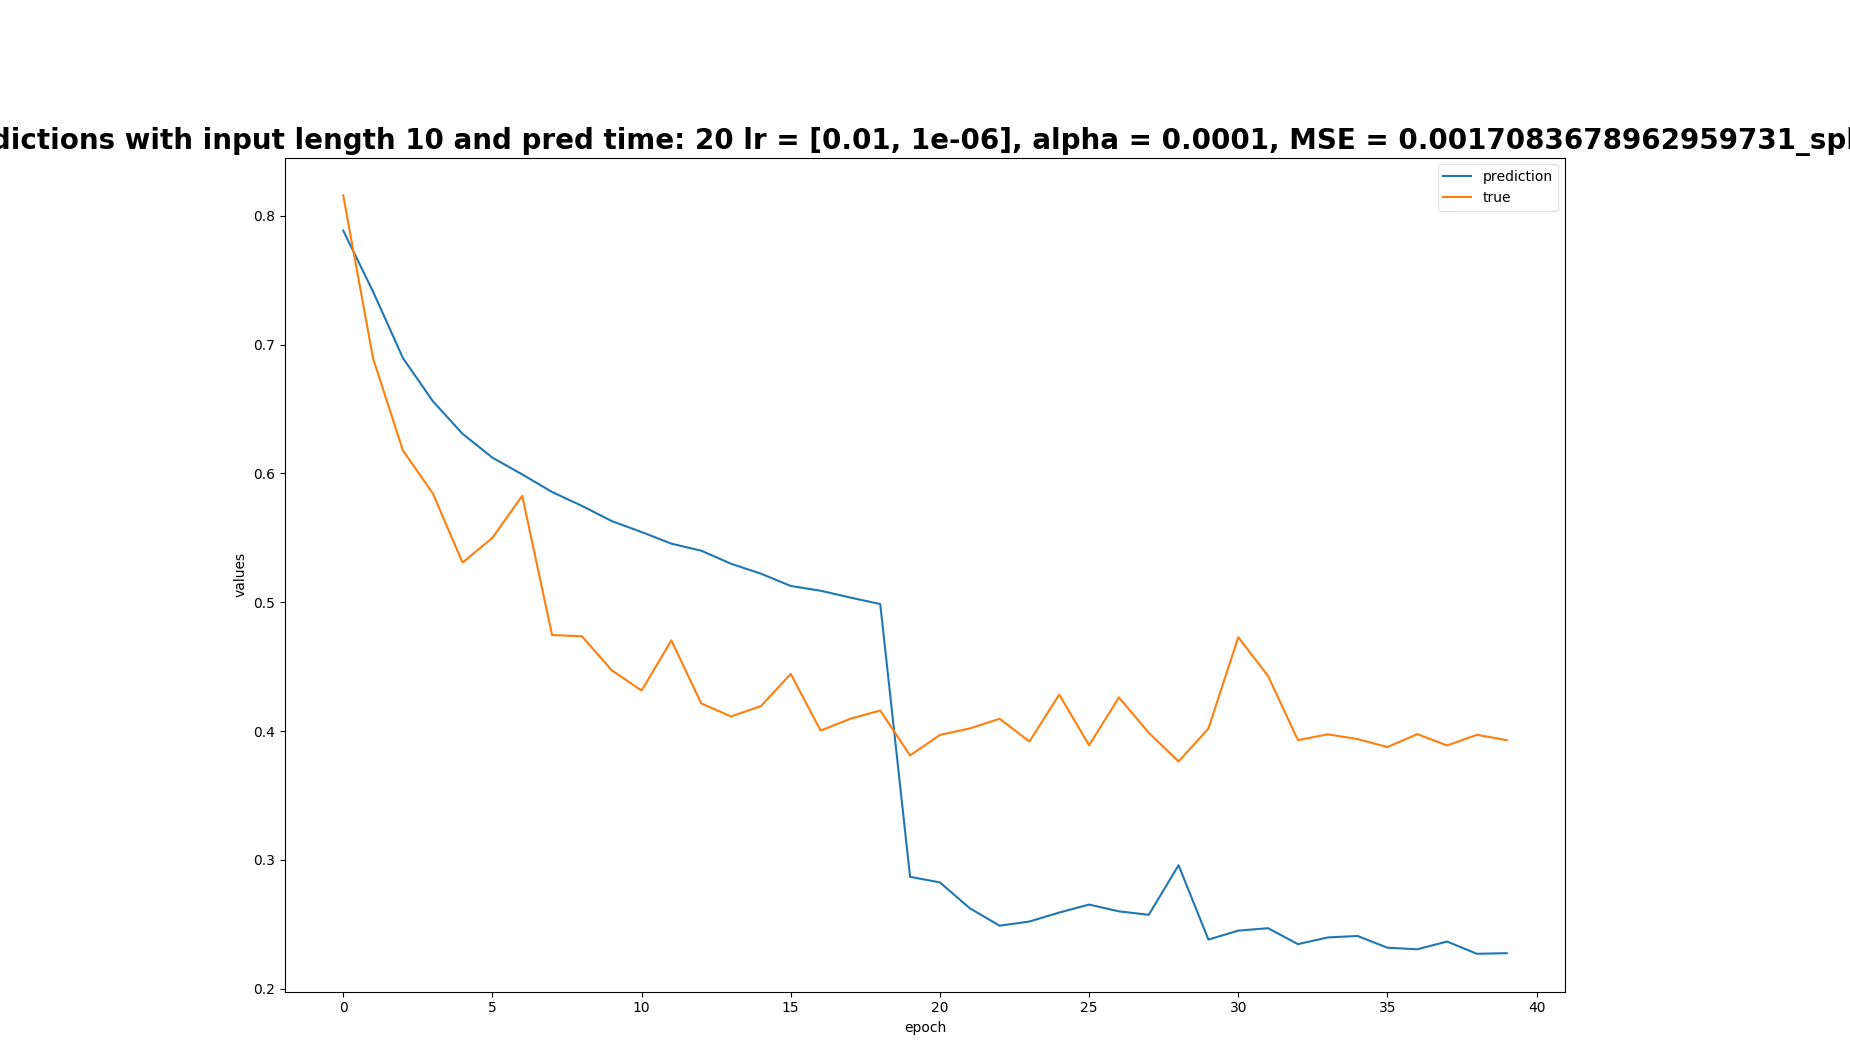 dictions with input length 10 and pred time: 20 lr = [0.01, 1e-06], alpha = 0.0001, MSE = 0.0017083678962959731_spl
prediction
true
0.8
0.7
0.6
0.5
0.4
0.3
0.2
values
0 5 10 15 20 25 30 35 40
epoch